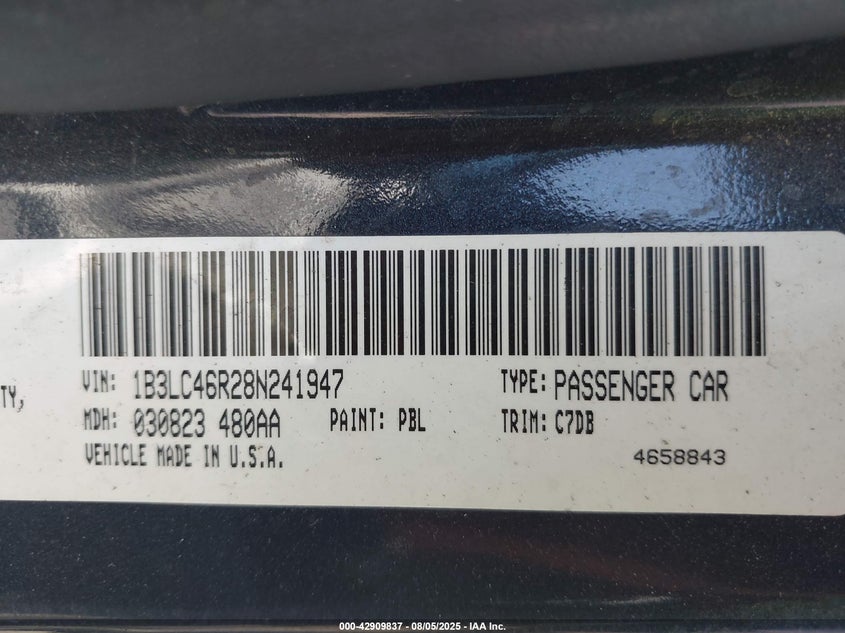 TY,
VIN: 1B3LC46R28N241947 TYPE: PASSENGER CAR
MDH: 030823 480AA PAINT: PBL TRIM: C7DB
VEHICLE MADE IN U.S.A. 4658843
000-42909837 - 08/05/2025 - IAA Inc.